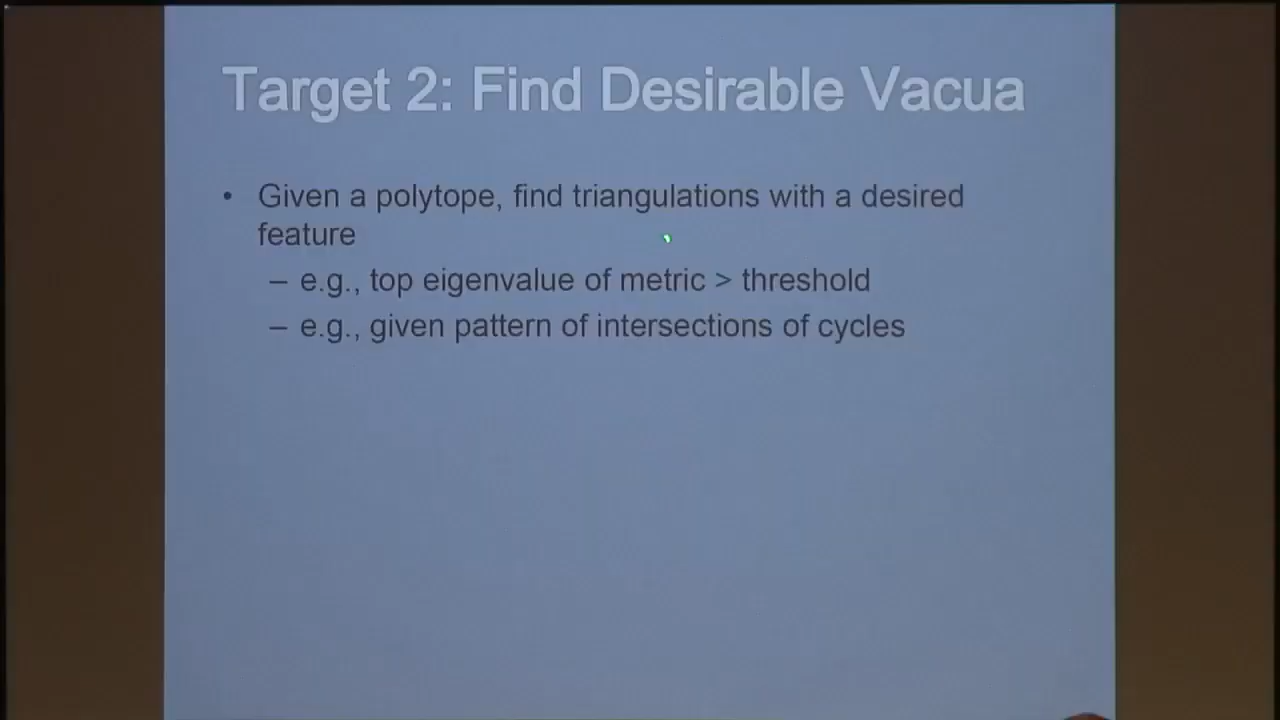 Target 2: Find Desirable Vacua
• Given a polytope, find triangulations with a desired
feature
– e.g., top eigenvalue of metric > threshold
– e.g., given pattern of intersections of cycles